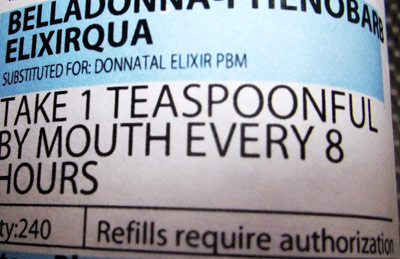 BELLADONNA-PHENOBARB
ELIXIRQUA
SUBSTITUTED FOR: DONNATAL ELIXIR PBM
TAKE 1 TEASPOONFUL
BY MOUTH EVERY 8
HOURS
ty:240 Refills require authorization